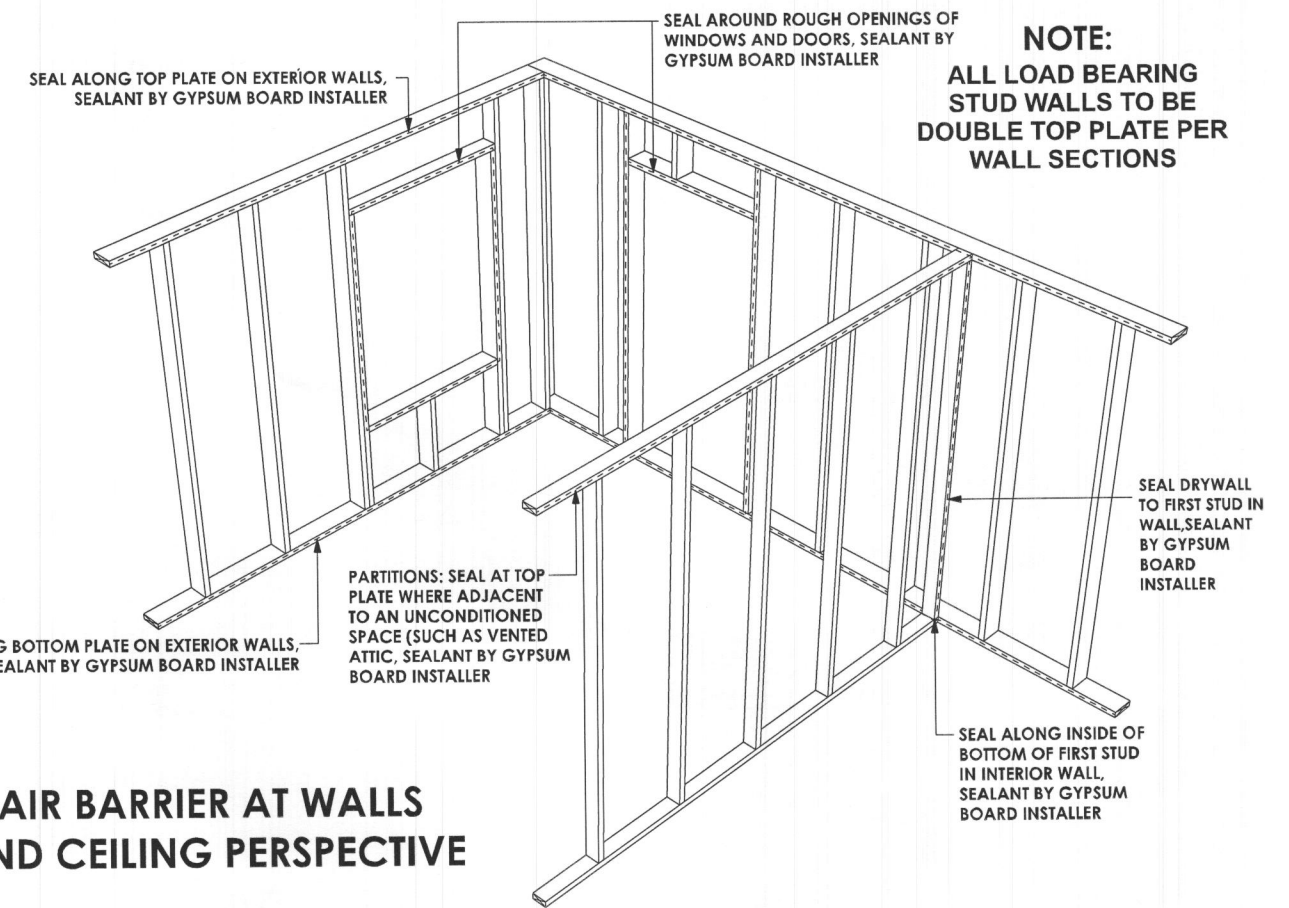 SEAL AROUND ROUGH OPENINGS OF
WINDOWS AND DOORS, SEALANT BY
GYPSUM BOARD INSTALLER
NOTE:
ALL LOAD BEARING
STUD WALLS TO BE
DOUBLE TOP PLATE PER
WALL SECTIONS
SEAL ALONG TOP PLATE ON EXTERIOR WALLS,
SEALANT BY GYPSUM BOARD INSTALLER
SEAL DRYWALL
TO FIRST STUD IN
WALL,SEALANT
BY GYPSUM
BOARD
INSTALLER
PARTITIONS: SEAL AT TOP
PLATE WHERE ADJACENT
TO AN UNCONDITIONED
SPACE (SUCH AS VENTED
ATTIC, SEALANT BY GYPSUM
BOARD INSTALLER
G BOTTOM PLATE ON EXTERIOR WALLS,
EALANT BY GYPSUM BOARD INSTALLER
SEAL ALONG INSIDE OF
BOTTOM OF FIRST STUD
IN INTERIOR WALL,
SEALANT BY GYPSUM
BOARD INSTALLER
AIR BARRIER AT WALLS
ND CEILING PERSPECTIVE